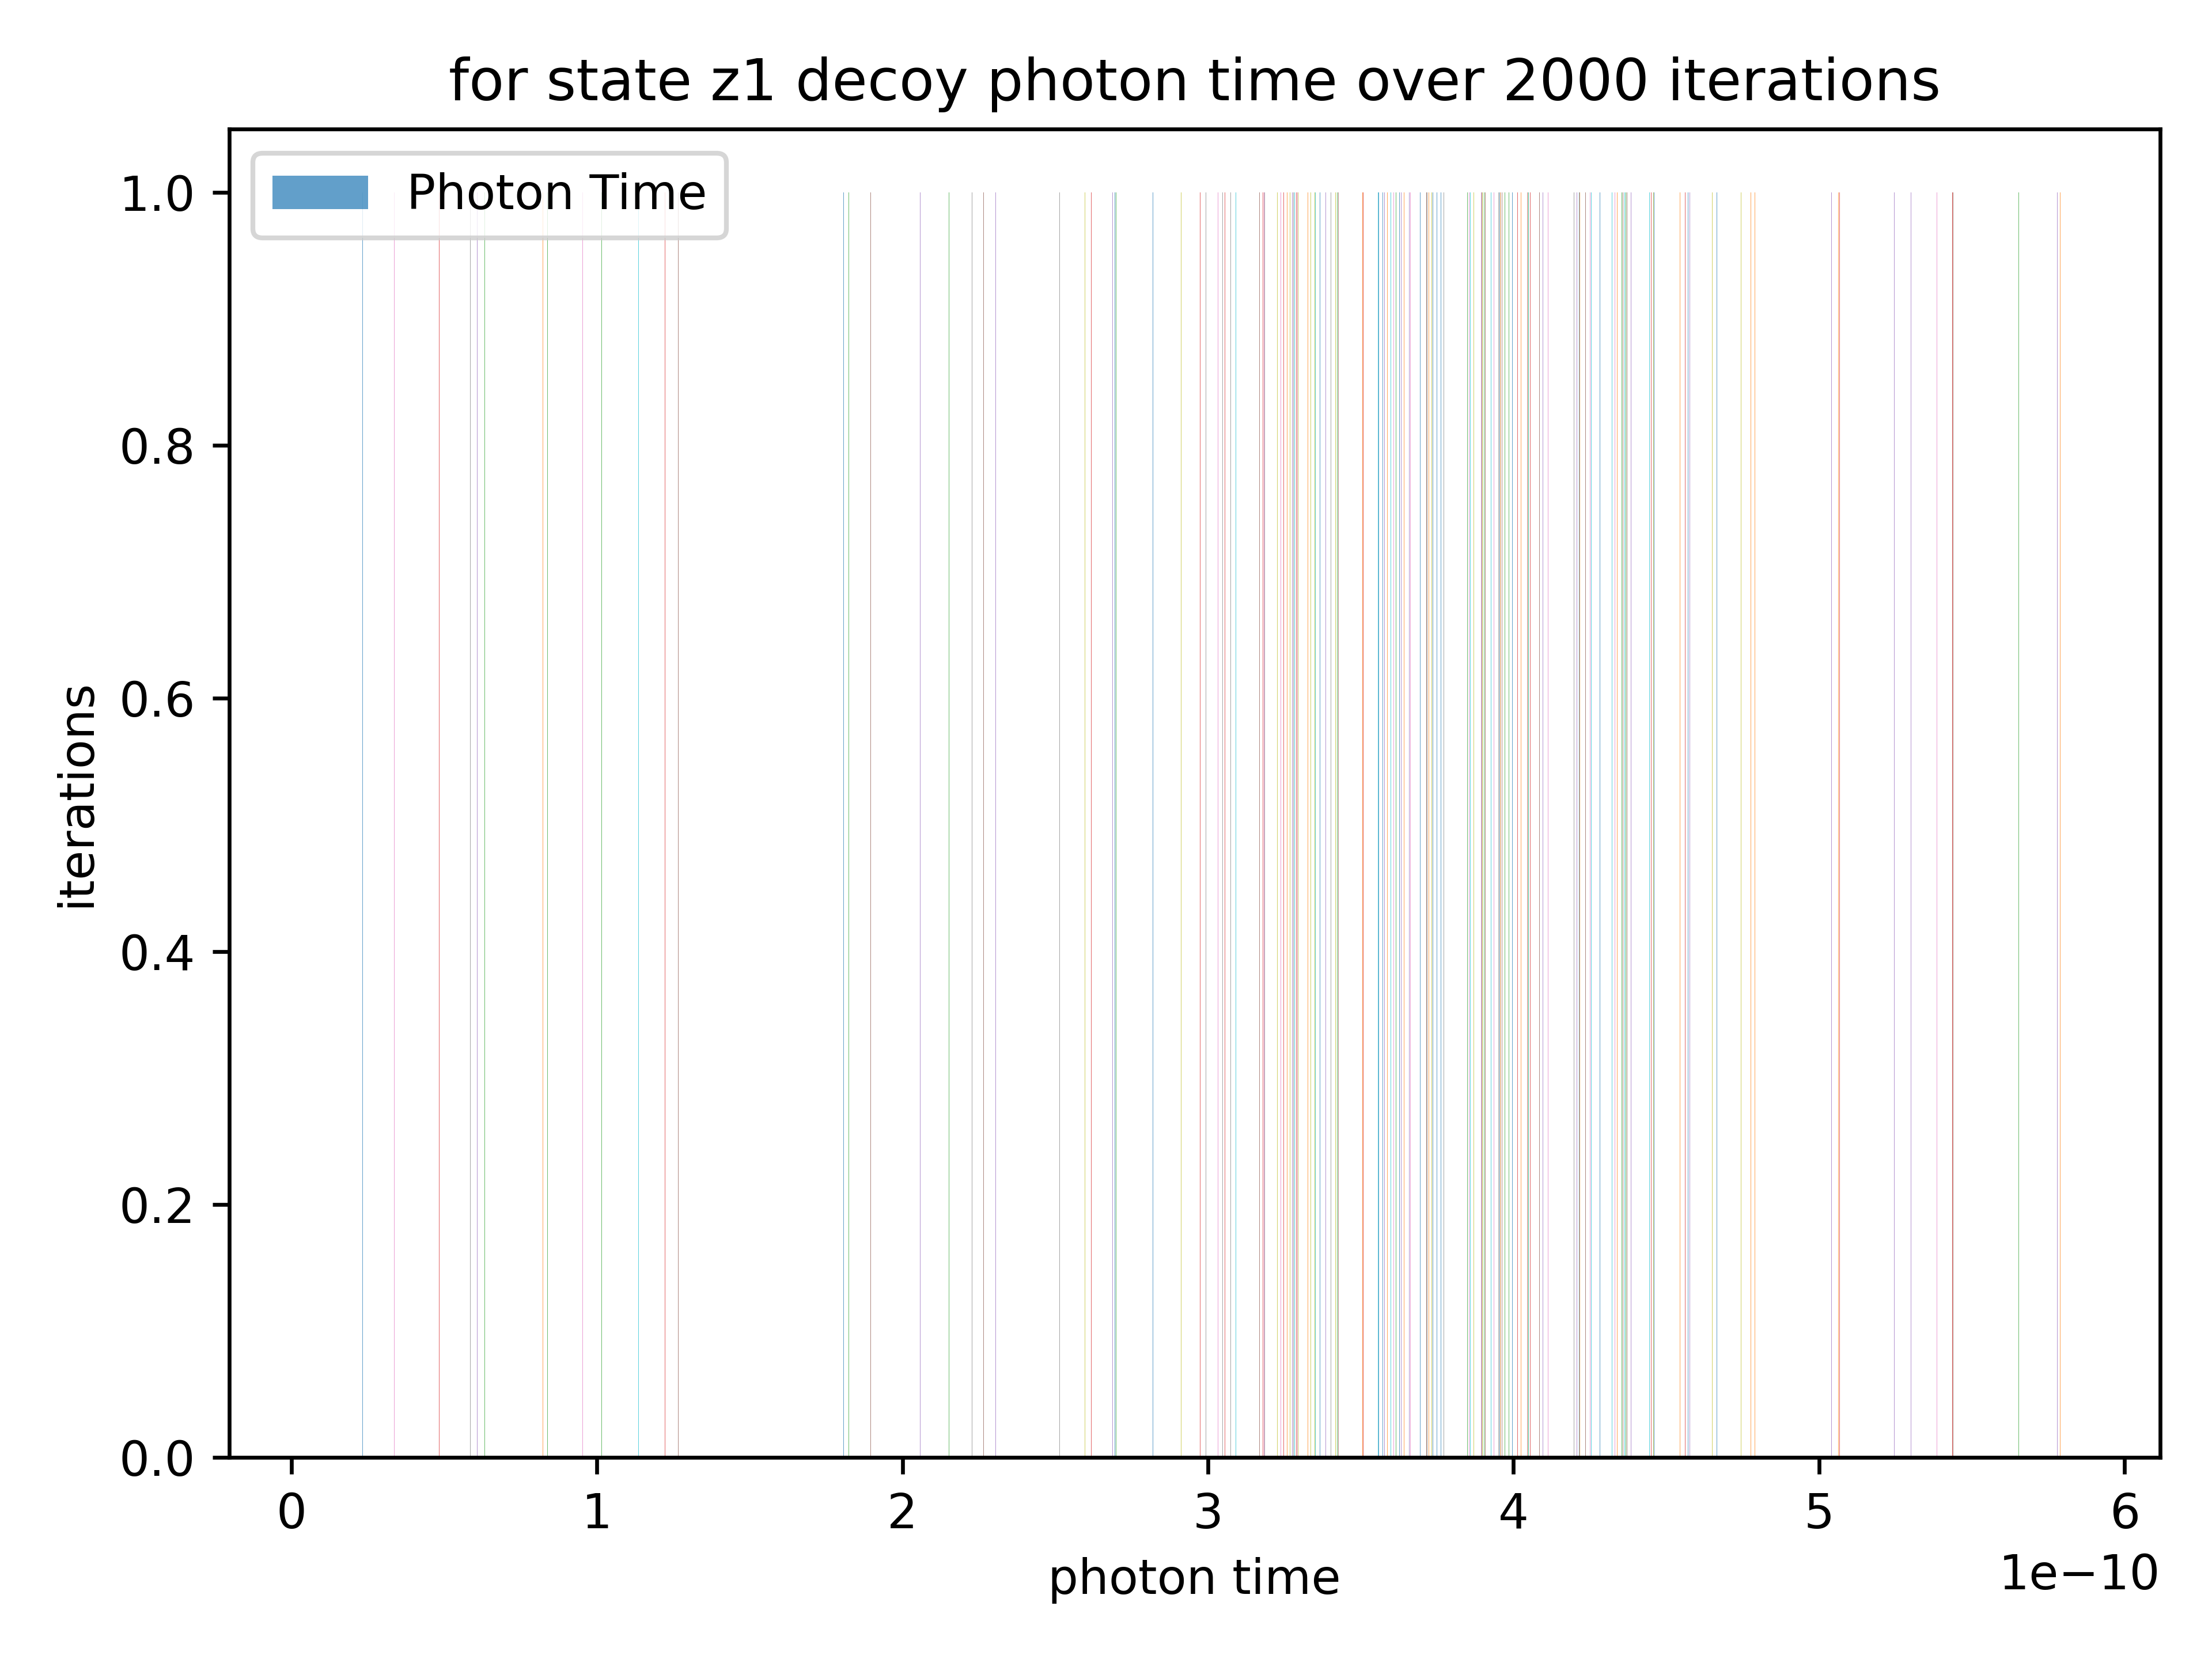 for state z1 decoy photon time over 2000 iterations
Photon Time
1.0
0.8
0.6
0.4
0.2
0.0
iterations
0 1 2 3 4 5 6
1e−10
photon time